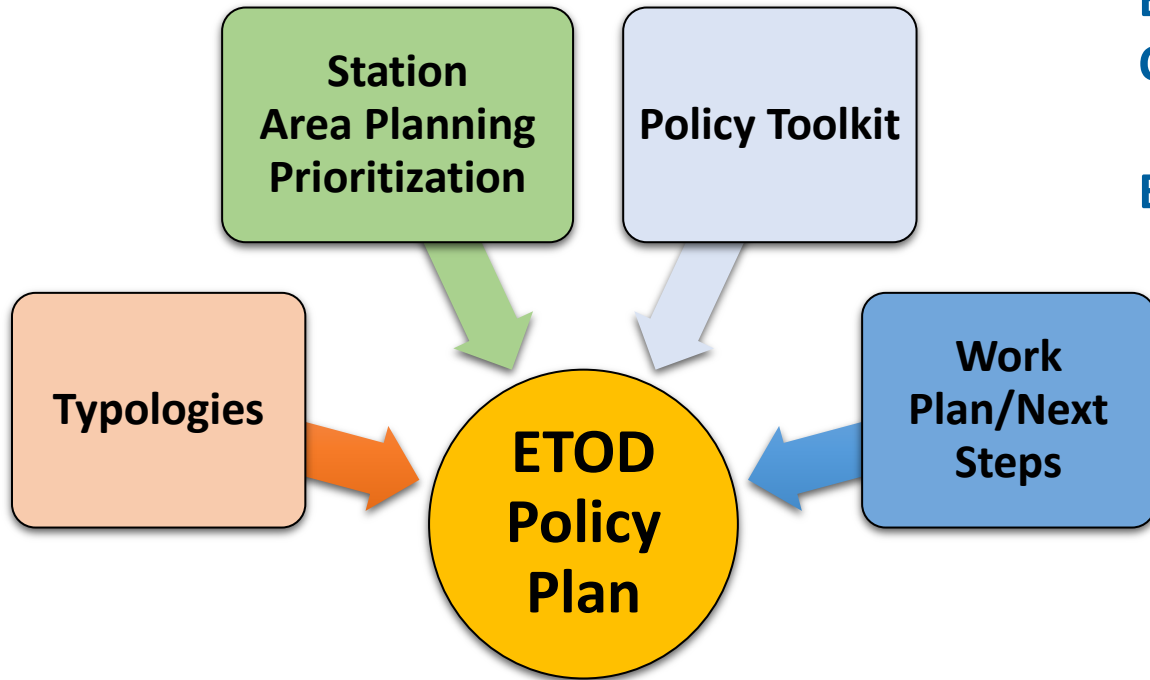 Station
Area Planning
Prioritization
Policy Toolkit
Typologies
Work
Plan/Next
Steps
ETOD
Policy
Plan